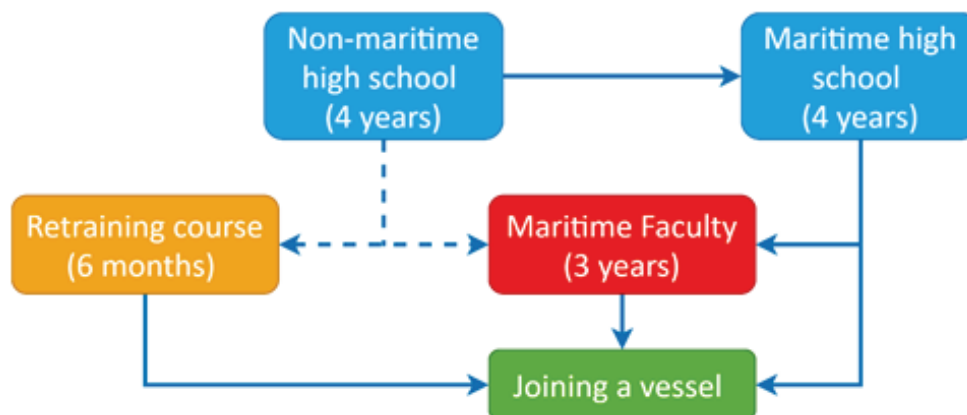 Non-maritime
high school
(4 years)
Maritime high
school
(4 years)
Retraining course
(6 months)
Maritime Faculty
(3 years)
Joining a vessel